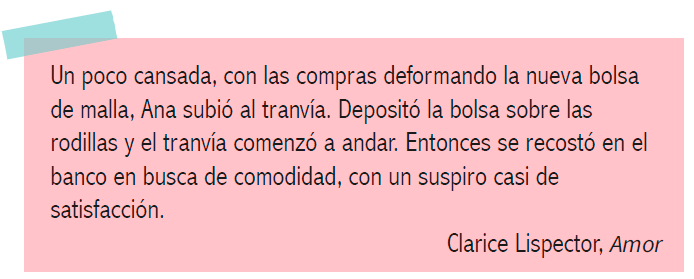 Un poco cansada, con las compras deformando la nueva bolsa
de malla, Ana subió al tranvía. Depositó la bolsa sobre las
rodillas y el tranvía comenzó a andar. Entonces se recostó en el
banco en busca de comodidad, con un suspiro casi de
satisfacción.
Clarice Lispector, Amor